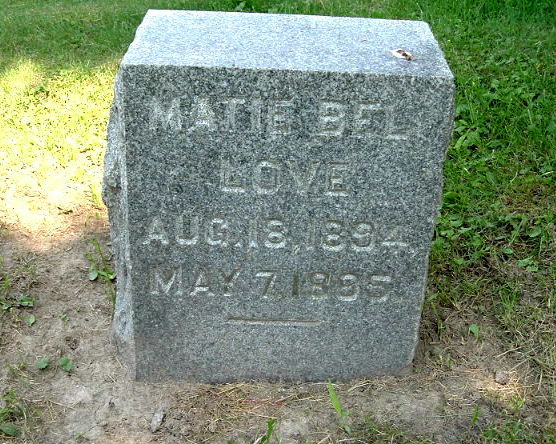 MATIE BEL
LOVE
AUG. 18, 1894,
MAY 7, 1895.